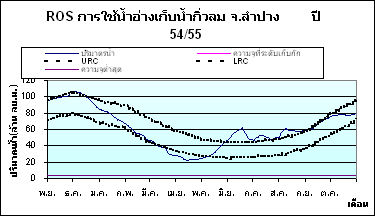 ROS การใช้น้ำอ่างเก็บน้ำกิ่วลม จ.ลำปาง ปี
54/55
ปริมาตรน้ำ ความจุที่ระดับเก็บกัก
URC LRC
ความจุต่ำสุด
ปริมาตรน้ำ(ล้าน ลบ.ม.)
120
100
80
60
40
20
0
พ.ย. ธ.ค. ม.ค. ก.พ. มี.ค. เม.ย. พ.ค. มิ.ย. ก.ค. ส.ค. ก.ย. ต.ค.
เดือน